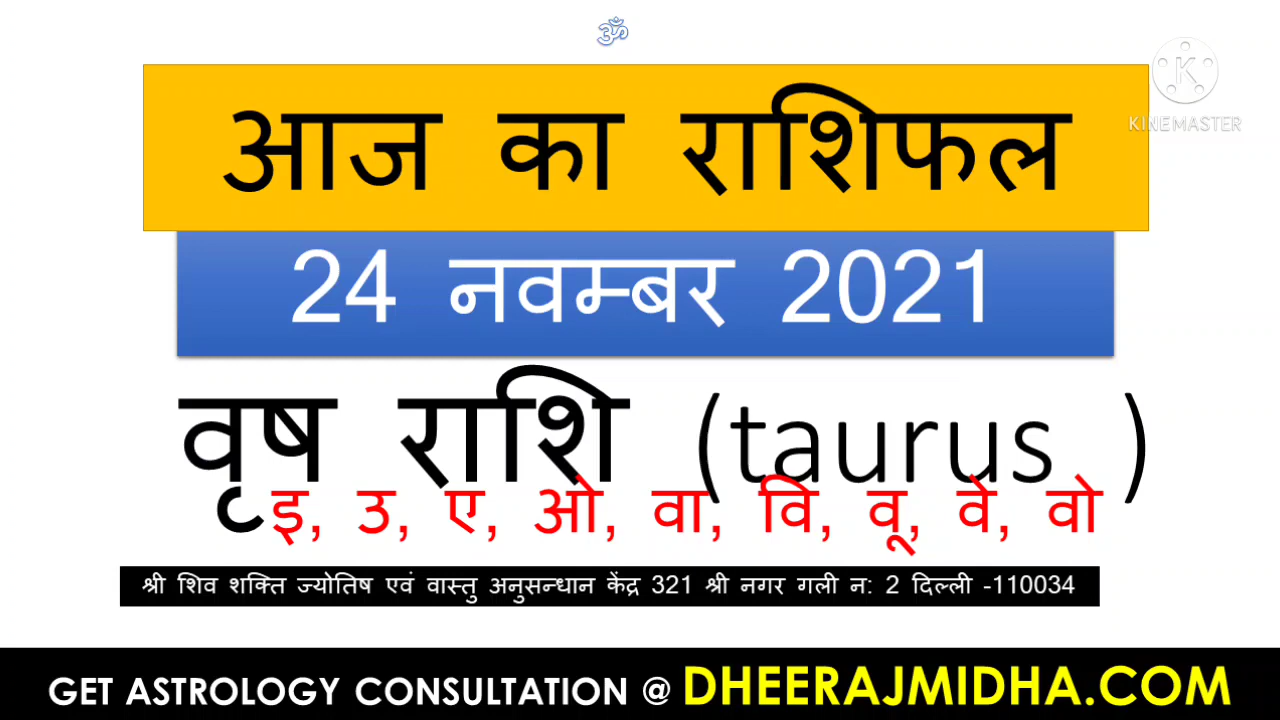 ॐ
आज का राशिफल
K
KINEMASTER
24 नवम्बर 2021
वृष राशि (taurus )
इ, उ, ए, ओ, वा, वि, वू, वे, वो
श्री शिव शक्ति ज्योतिष एवं वास्तु अनुसन्धान केंद्र 321 श्री नगर गली न: 2 दिल्ली -110034
GET ASTROLOGY CONSULTATION @ DHEERAJMIDHA.COM